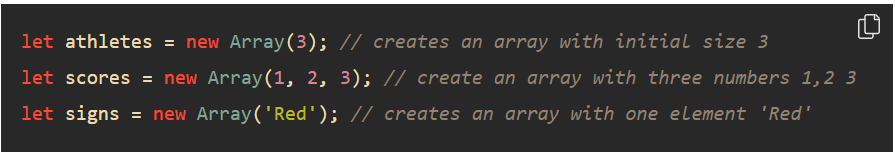 let athletes = new Array(3); // creates an array with initial size 3
let scores = new Array(1, 2, 3); // create an array with three numbers 1,2 3
let signs = new Array('Red'); // creates an array with one element 'Red'